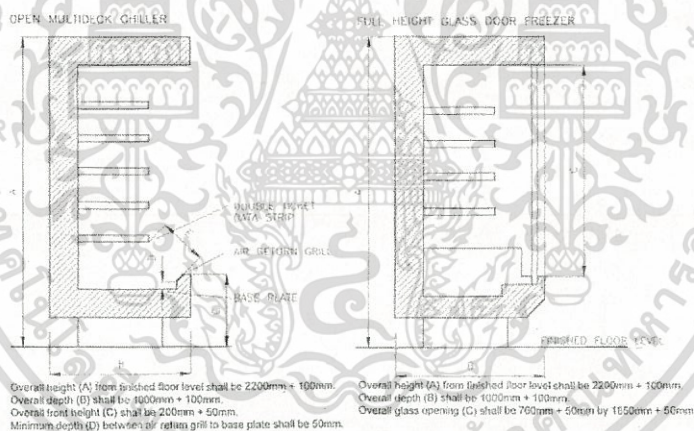 OPEN MULTIDECK CHILLER
FULL HEIGHT GLASS DOOR FREEZER
A
DOUBLE TICKET
DATA STRIP
AIR RETURN GRILL
BASE PLATE
FINISHED FLOOR LEVEL
Overall height (A) from finished floor level shall be 2200mm + 100mm.
Overall depth (B) shall be 1000mm + 100mm.
Overall front height (C) shall be 200mm + 50mm.
Minimum depth (D) between air return grill to base plate shall be 50mm.
Overall height (A) from finished floor level shall be 2200mm + 100mm.
Overall depth (B) shall be 1000mm + 100mm.
Overall glass opening (C) shall be 760mm + 50mm by 1650mm + 50mm